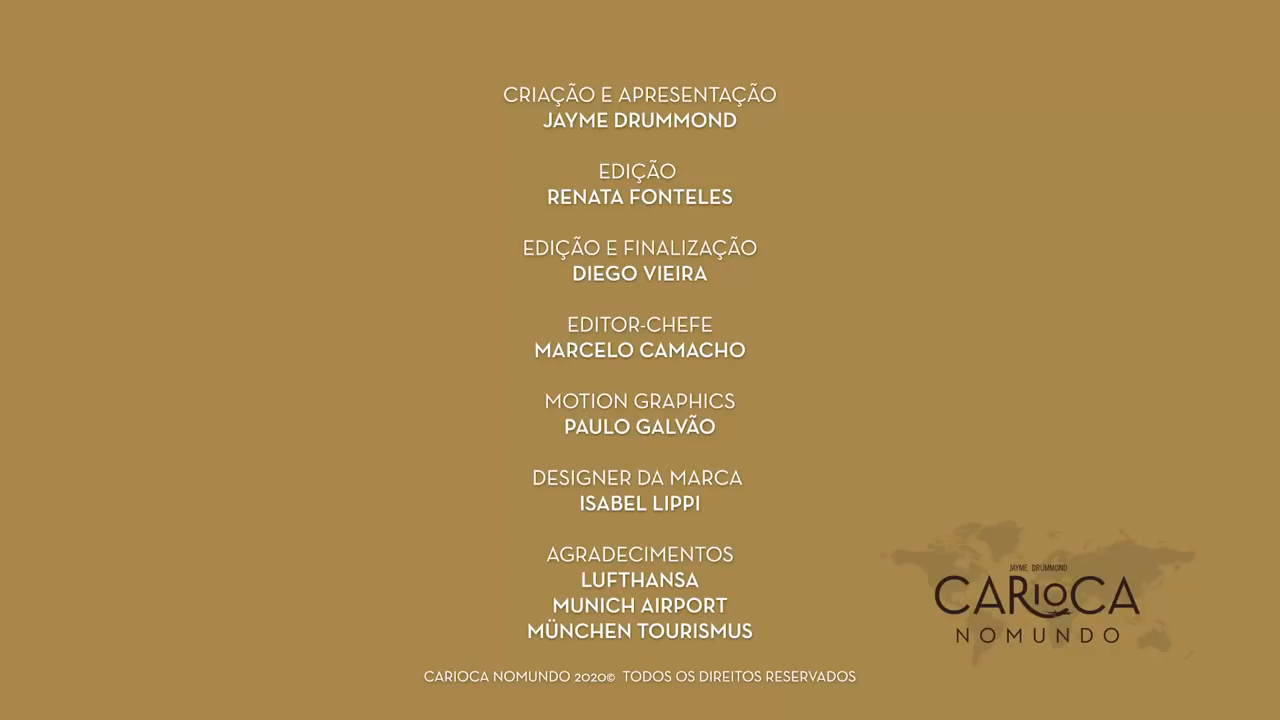 CRIAÇÃO E APRESENTAÇÃO
JAYME DRUMMOND
EDIÇÃO
RENATA FONTELES
EDIÇÃO E FINALIZAÇÃO
DIEGO VIEIRA
EDITOR-CHEFE
MARCELO CAMACHO
MOTION GRAPHICS
PAULO GALVÃO
DESIGNER DA MARCA
ISABEL LIPPI
AGRADECIMENTOS
LUFTHANSA
MUNICH AIRPORT
MÜNCHEN TOURISMUS
CARIOCA NOMUNDO 2020© TODOS OS DIREITOS RESERVADOS
JAYME DRUMMOND
CARIOCA
NOMUNDO